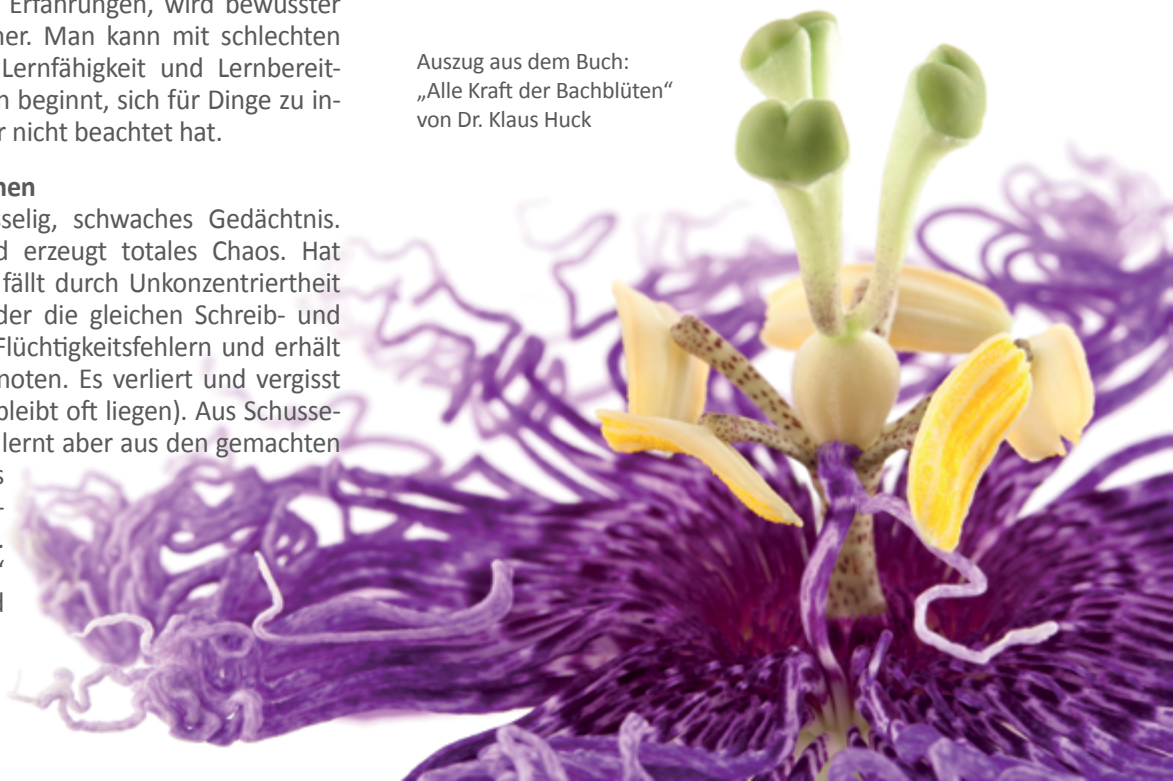 Erfahrungen, wird bewusster
her. Man kann mit schlechten
Lernfähigkeit und Lernbereit-
n beginnt, sich für Dinge zu in-
r nicht beachtet hat.
nen
sselig, schwaches Gedächtnis.
d erzeugt totales Chaos. Hat
fällt durch Unkonzentriertheit
der die gleichen Schreib- und
Flüchtigkeitsfehlern und erhält
noten. Es verliert und vergisst
bleibt oft liegen). Aus Schusse-
lernt aber aus den gemachten
s
-
d
Auszug aus dem Buch:
„Alle Kraft der Bachblüten“
von Dr. Klaus Huck